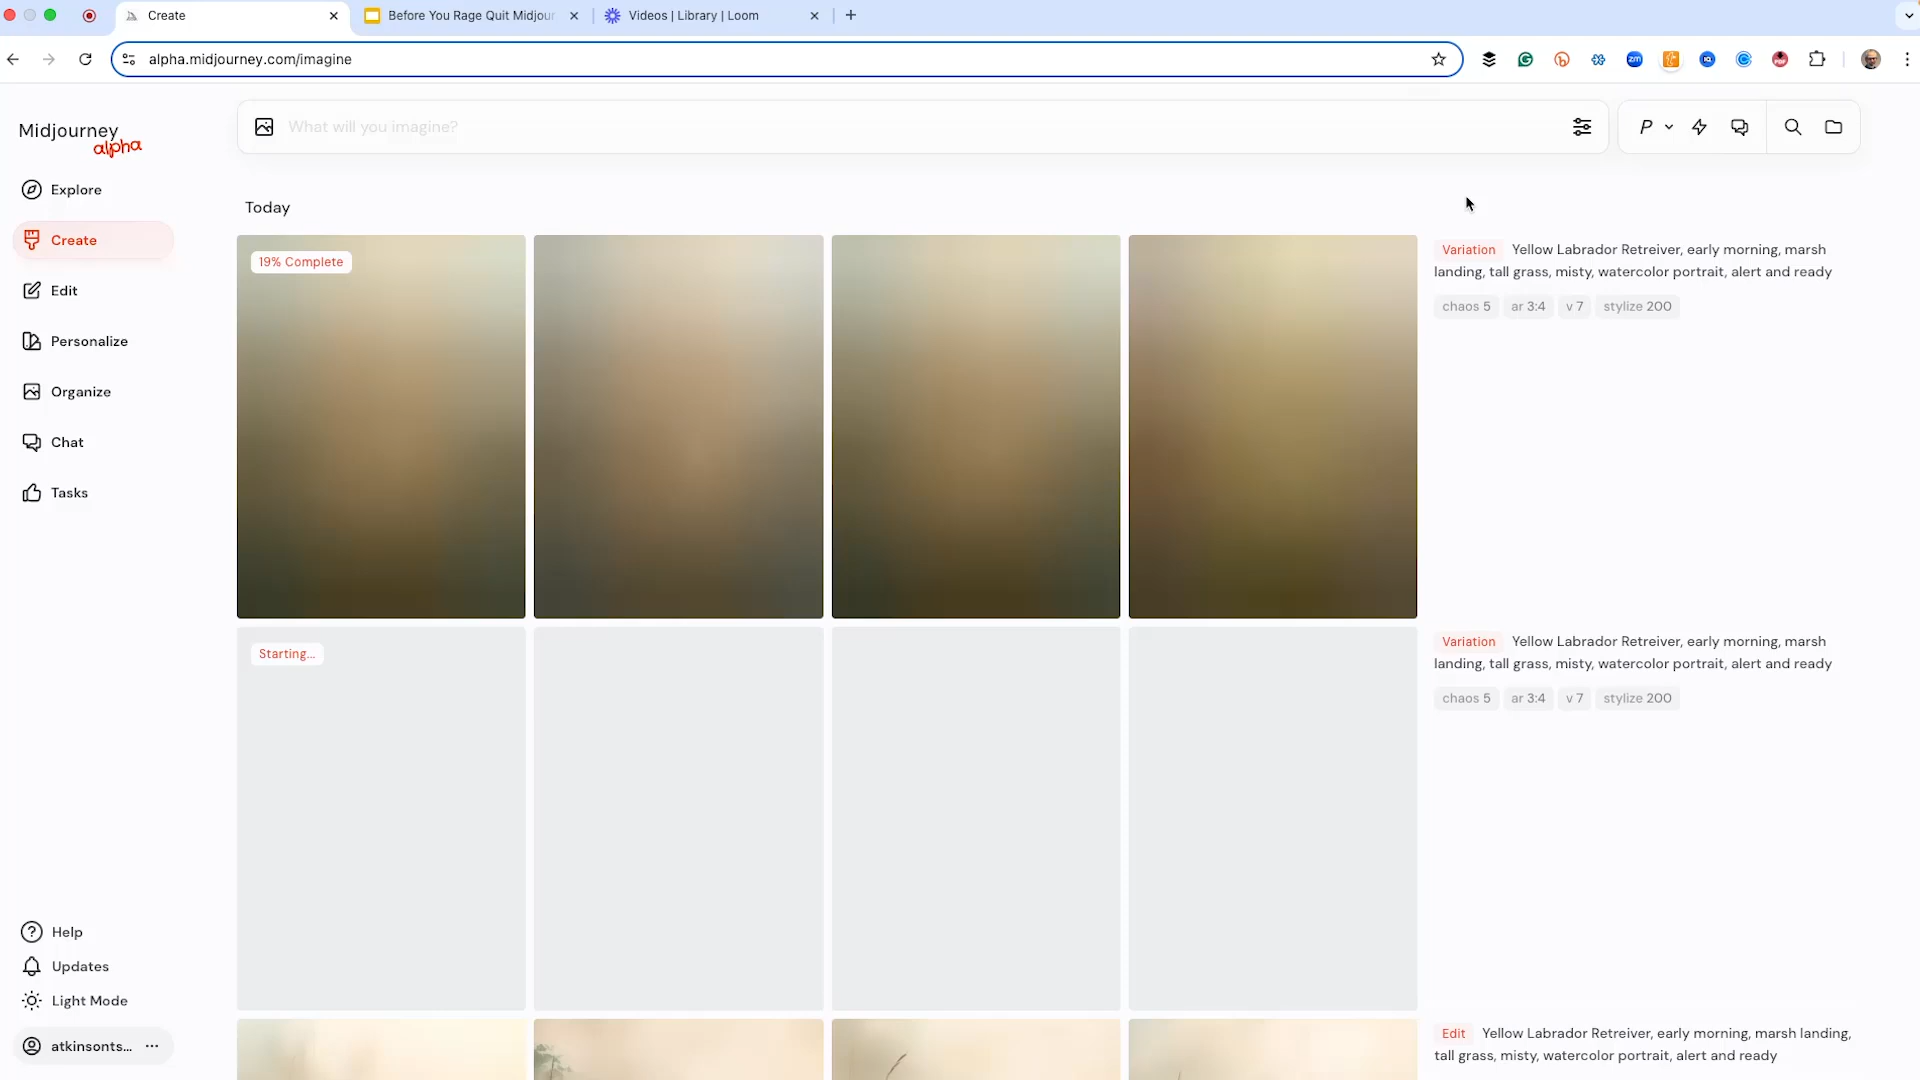 Create
Before You Rage Quit Midjour
Videos | Library | Loom
alpha.midjourney.com/imagine
Midjourney
alpha
What will you imagine?
P
Explore
Create
Edit
Personalize
Organize
Chat
Tasks
Today
19% Complete
Variation Yellow Labrador Retreiver, early morning, marsh
landing, tall grass, misty, watercolor portrait, alert and ready
chaos 5 ar 3:4 v 7 stylize 200
Starting...
Variation Yellow Labrador Retreiver, early morning, marsh
landing, tall grass, misty, watercolor portrait, alert and ready
chaos 5 ar 3:4 v 7 stylize 200
Edit Yellow Labrador Retreiver, early morning, marsh landing,
tall grass, misty, watercolor portrait, alert and ready
Help
Updates
Light Mode
atkinsonts...